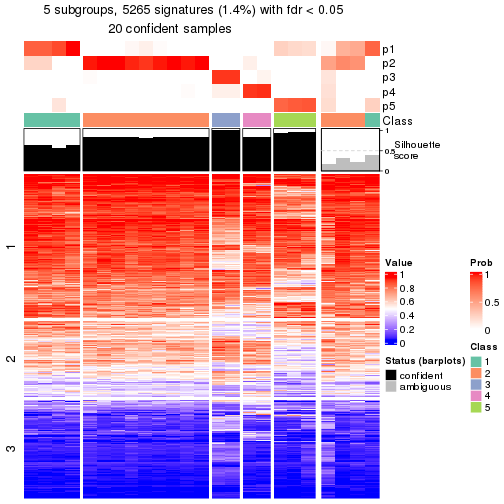 5 subgroups, 5265 signatures (1.4%) with fdr < 0.05
20 confident samples
p1
p2
p3
p4
p5
Class
1
0.5
0
Silhouette
score
1
2
3
Value
1
0.8
0.6
0.4
0.2
0
Status (barplots)
confident
ambiguous
Prob
1
0.5
0
Class
1
2
3
4
5